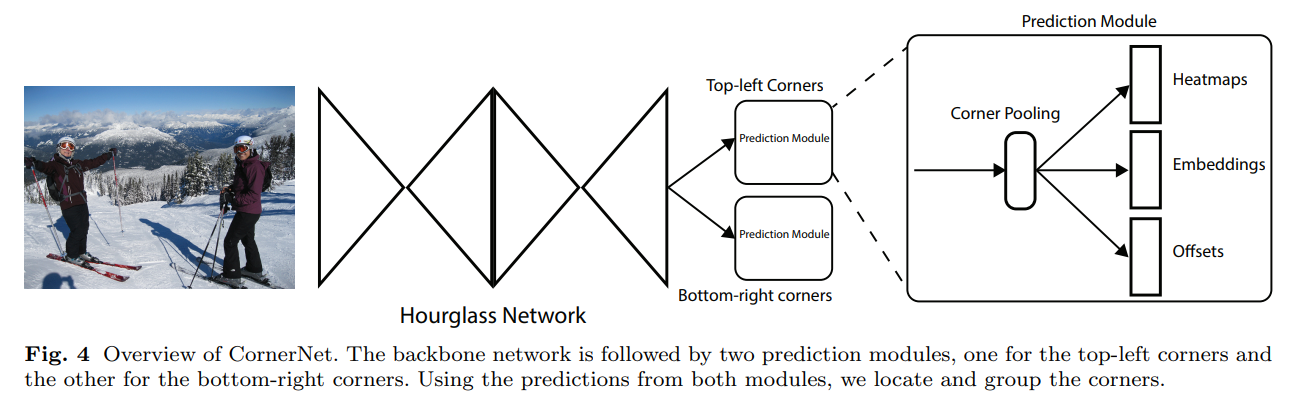 Prediction Module
Top-left Corners
Prediction Module
Corner Pooling
Heatmaps
Embeddings
Offsets
Prediction Module
Bottom-right corners
Hourglass Network
Fig. 4 Overview of CornerNet. The backbone network is followed by two prediction modules, one for the top-left corners and
the other for the bottom-right corners. Using the predictions from both modules, we locate and group the corners.